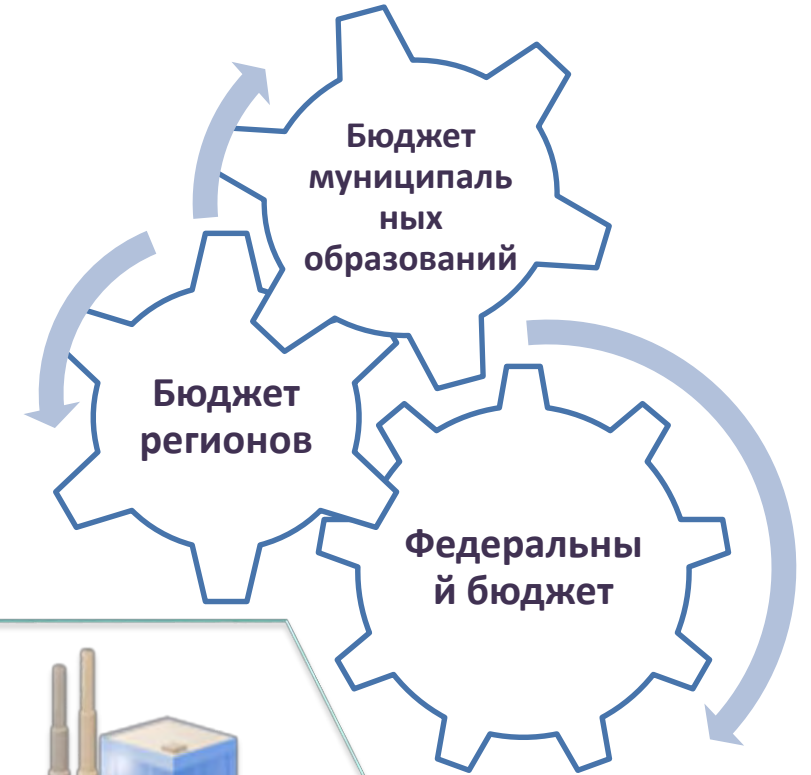 Бюджет
муниципаль
ных
образований
Бюджет
регионов
Федеральны
й бюджет